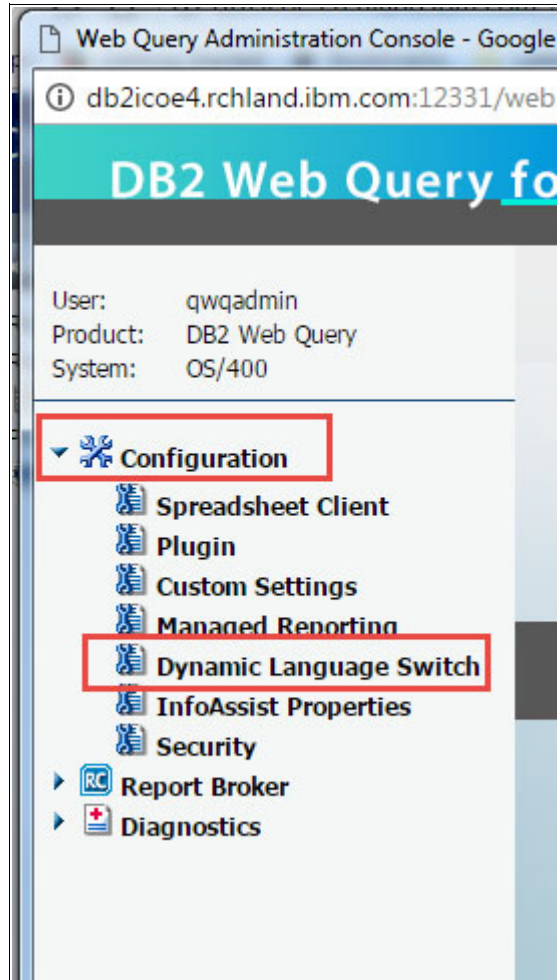 Web Query Administration Console - Google
db2icoe4.rchland.ibm.com:12331/web
DB2 Web Query fo
User: qwqadmin
Product: DB2 Web Query
System: OS/400
Configuration
Spreadsheet Client
Plugin
Custom Settings
Managed Reporting
Dynamic Language Switch
InfoAssist Properties
Security
RC Report Broker
Diagnostics